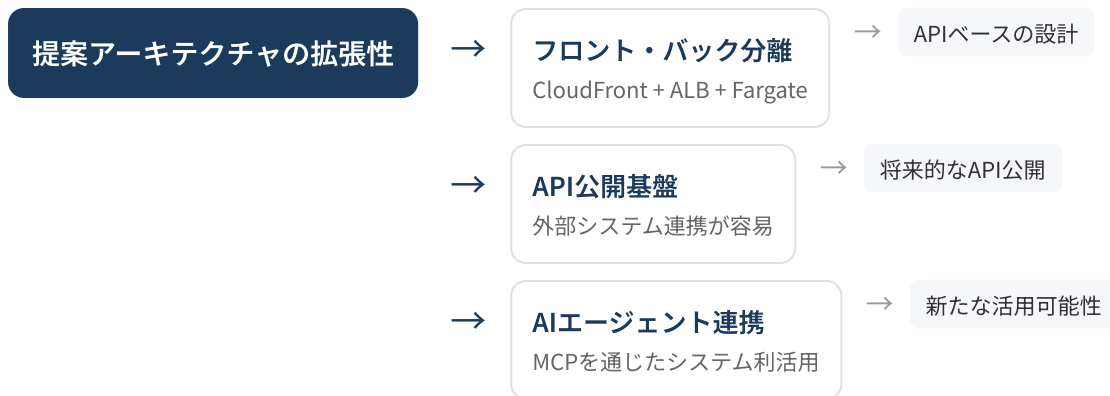 提案アーキテクチャの拡張性
→
フロント・バック分離
CloudFront + ALB + Fargate
→
APIベースの設計
→
API公開基盤
外部システム連携が容易
→
将来的なAPI公開
→
AIエージェント連携
MCPを通じたシステム利活用
→
新たな活用可能性